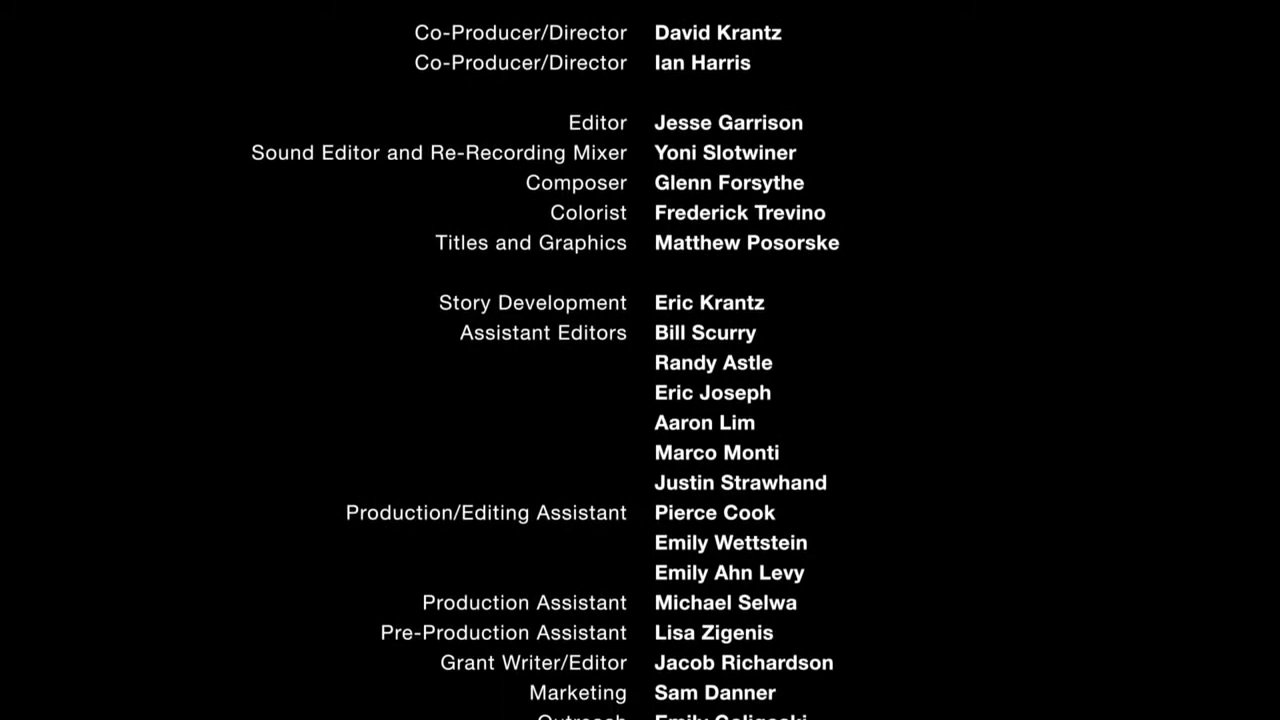 Co-Producer/Director David Krantz
Co-Producer/Director Ian Harris
Editor Jesse Garrison
Sound Editor and Re-Recording Mixer Yoni Slotwiner
Composer Glenn Forsythe
Colorist Frederick Trevino
Titles and Graphics Matthew Posorske
Story Development Eric Krantz
Assistant Editors Bill Scurry
Randy Astle
Eric Joseph
Aaron Lim
Marco Monti
Justin Strawhand
Production/Editing Assistant Pierce Cook
Emily Wettstein
Emily Ahn Levy
Production Assistant Michael Selwa
Pre-Production Assistant Lisa Zigenis
Grant Writer/Editor Jacob Richardson
Marketing Sam Danner
Outreach Emily